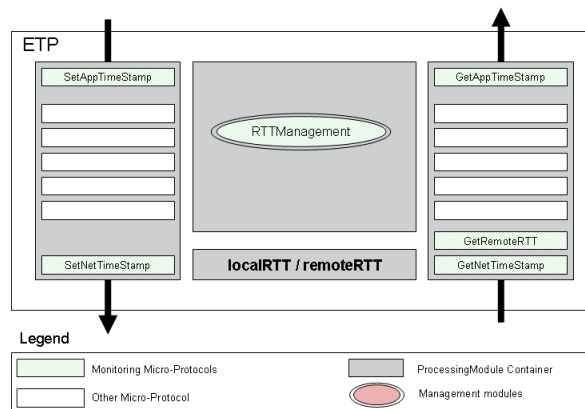 ETP
SetAppTimeStamp
GetAppTimeStamp
RTTManagement
GetRemoteRTT
SetNetTimeStamp
localRTT / remoteRTT
GetNetTimeStamp
Legend
Monitoring Micro-Protocols
ProcessingModule Container
Other Micro-Protocol
Management modules